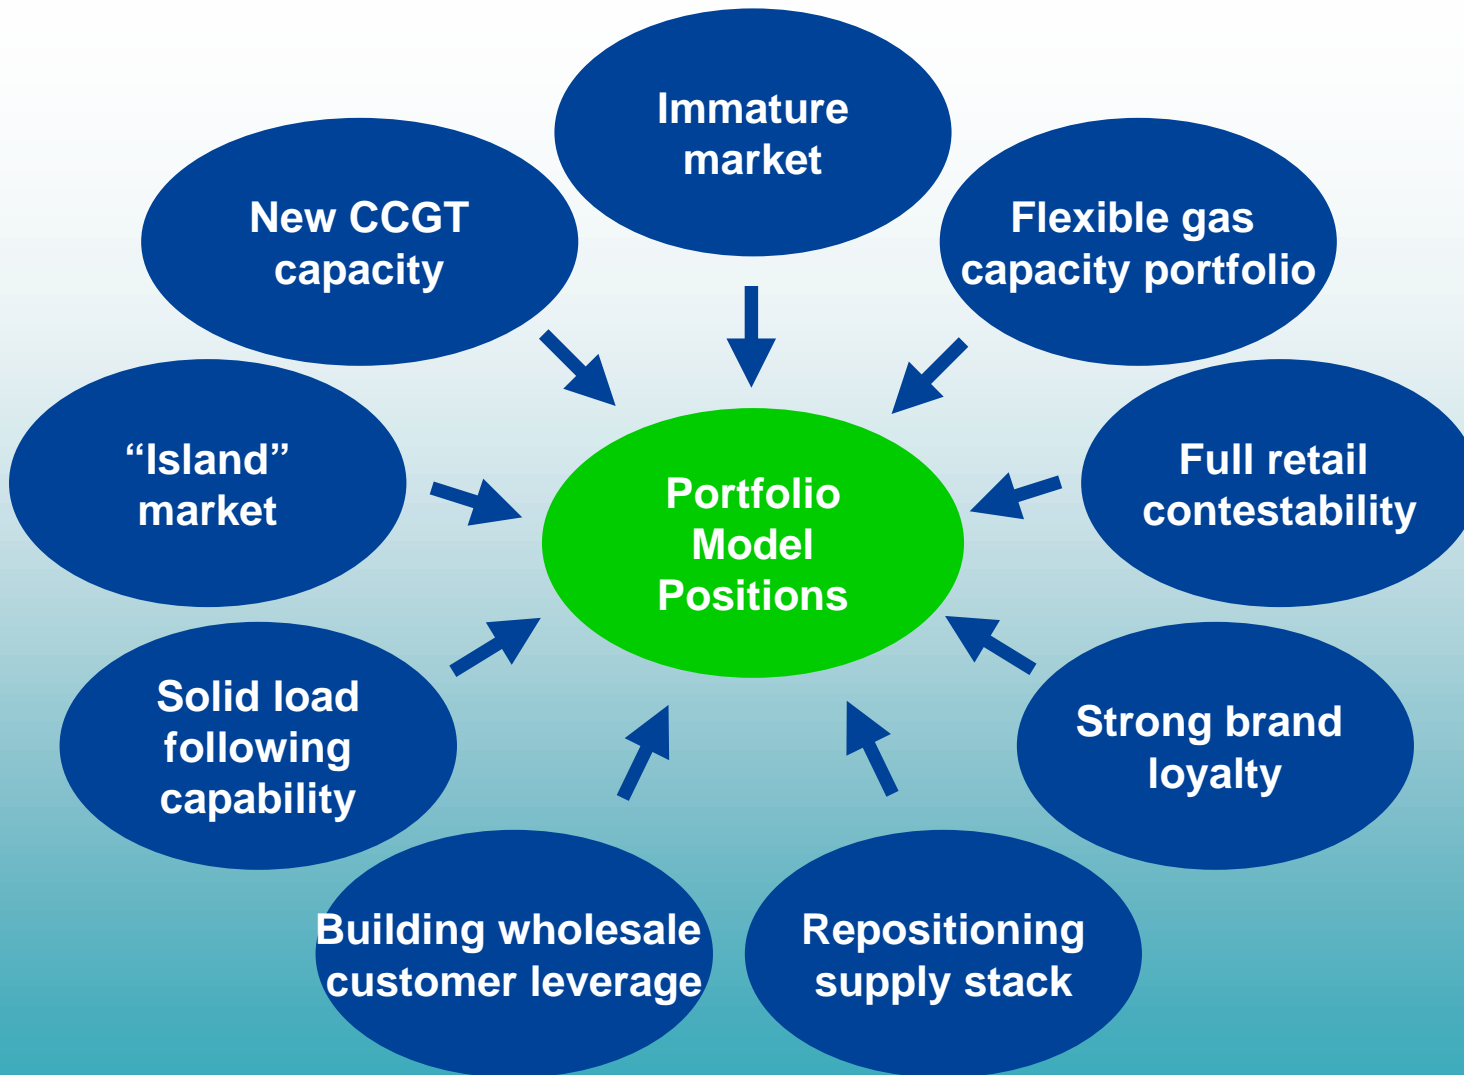 Immature
market
New CCGT
capacity
Flexible gas
capacity portfolio
“Island”
market
Full retail
contestability
Portfolio
Model
Positions
Solid load
following
capability
Strong brand
loyalty
Building wholesale
customer leverage
Repositioning
supply stack